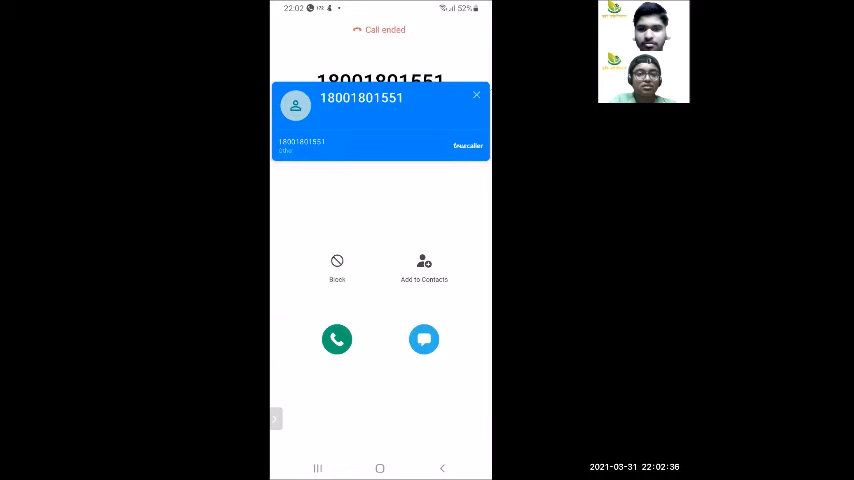 22:02
52%
Call ended
18001801551
18001801551
18001801551
Other
truecaller
Block
Add to Contacts
2021-03-31 22:02:36